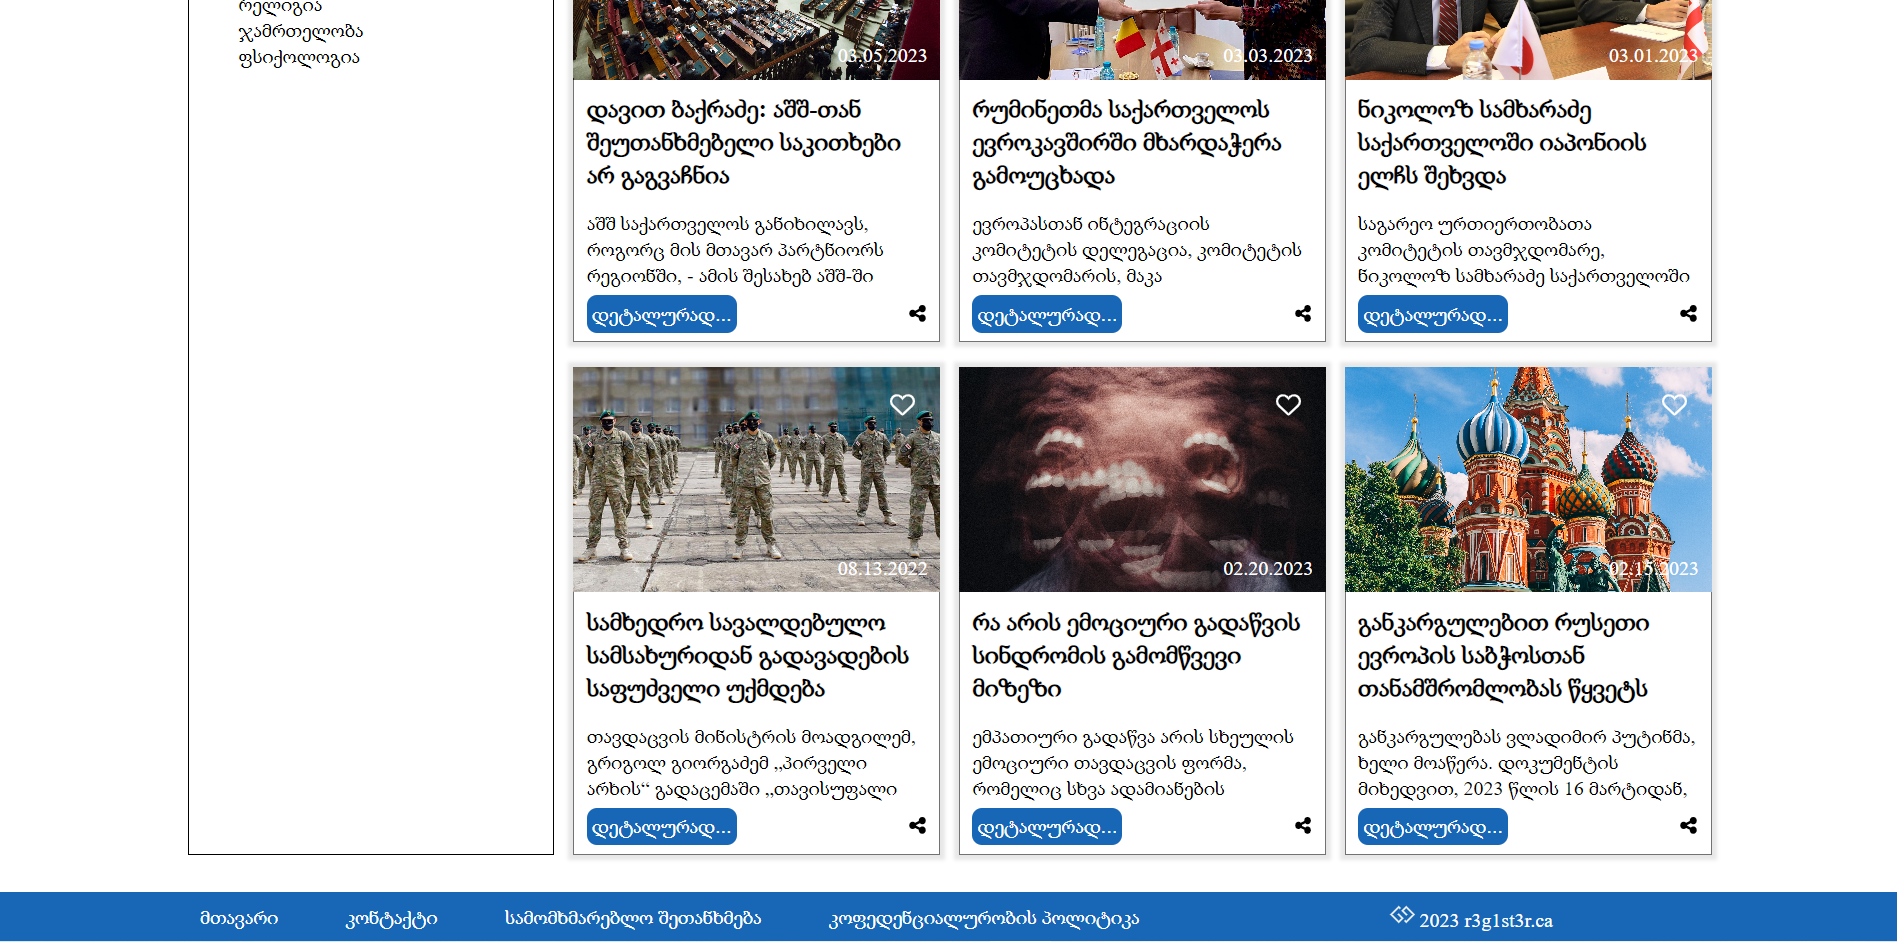 რელიგია
ჯამრთელობა
ფსიქოლოგია
03.05.2023
დავით ბაქრაძე: აშშ-თან
შეუთანხმებელი საკითხები
არ გაგვაჩნია
აშშ საქართველოს განიხილავს,
როგორც მის მთავარ პარტნიორს
რეგიონში, - ამის შესახებ აშშ-ში
დეტალურად...
03.03.2023
რუმინეთმა საქართველოს
ევროკავშირში მხარდაჭერა
გამოუცხადა
ევროპასთან ინტეგრაციის
კომიტეტის დელეგაცია, კომიტეტის
თავმჯდომარის, მაკა
დეტალურად...
03.01.2023
ნიკოლოზ სამხარაძე
საქართველოში იაპონიის
ელჩს შეხვდა
საგარეო ურთიერთობათა
კომიტეტის თავმჯდომარე,
ნიკოლოზ სამხარაძე საქართველოში
დეტალურად...
08.13.2022
სამხედრო სავალდებულო
სამსახურიდან გადავადების
საფუძველი უქმდება
თავდაცვის მინისტრის მოადგილემ,
გრიგოლ გიორგაძემ „პირველი
არხის“ გადაცემაში „თავისუფალი
დეტალურად...
02.20.2023
რა არის ემოციური გადაწვის
სინდრომის გამომწვევი
მიზეზი
ემპათიური გადაწვა არის სხეულის
ემოციური თავდაცვის ფორმა,
რომელიც სხვა ადამიანების
დეტალურად...
02.15.2023
განკარგულებით რუსეთი
ევროპის საბჭოსთან
თანამშრომლობას წყვეტს
განკარგულებას ვლადიმირ პუტინმა,
ხელი მოაწერა. დოკუმენტის
მიხედვით, 2023 წლის 16 მარტიდან,
დეტალურად...
მთავარი
კონტაქტი
სამომხმარებლო შეთანხმება
კოფედენციალურობის პოლიტიკა
2023 r3g1st3r.ca